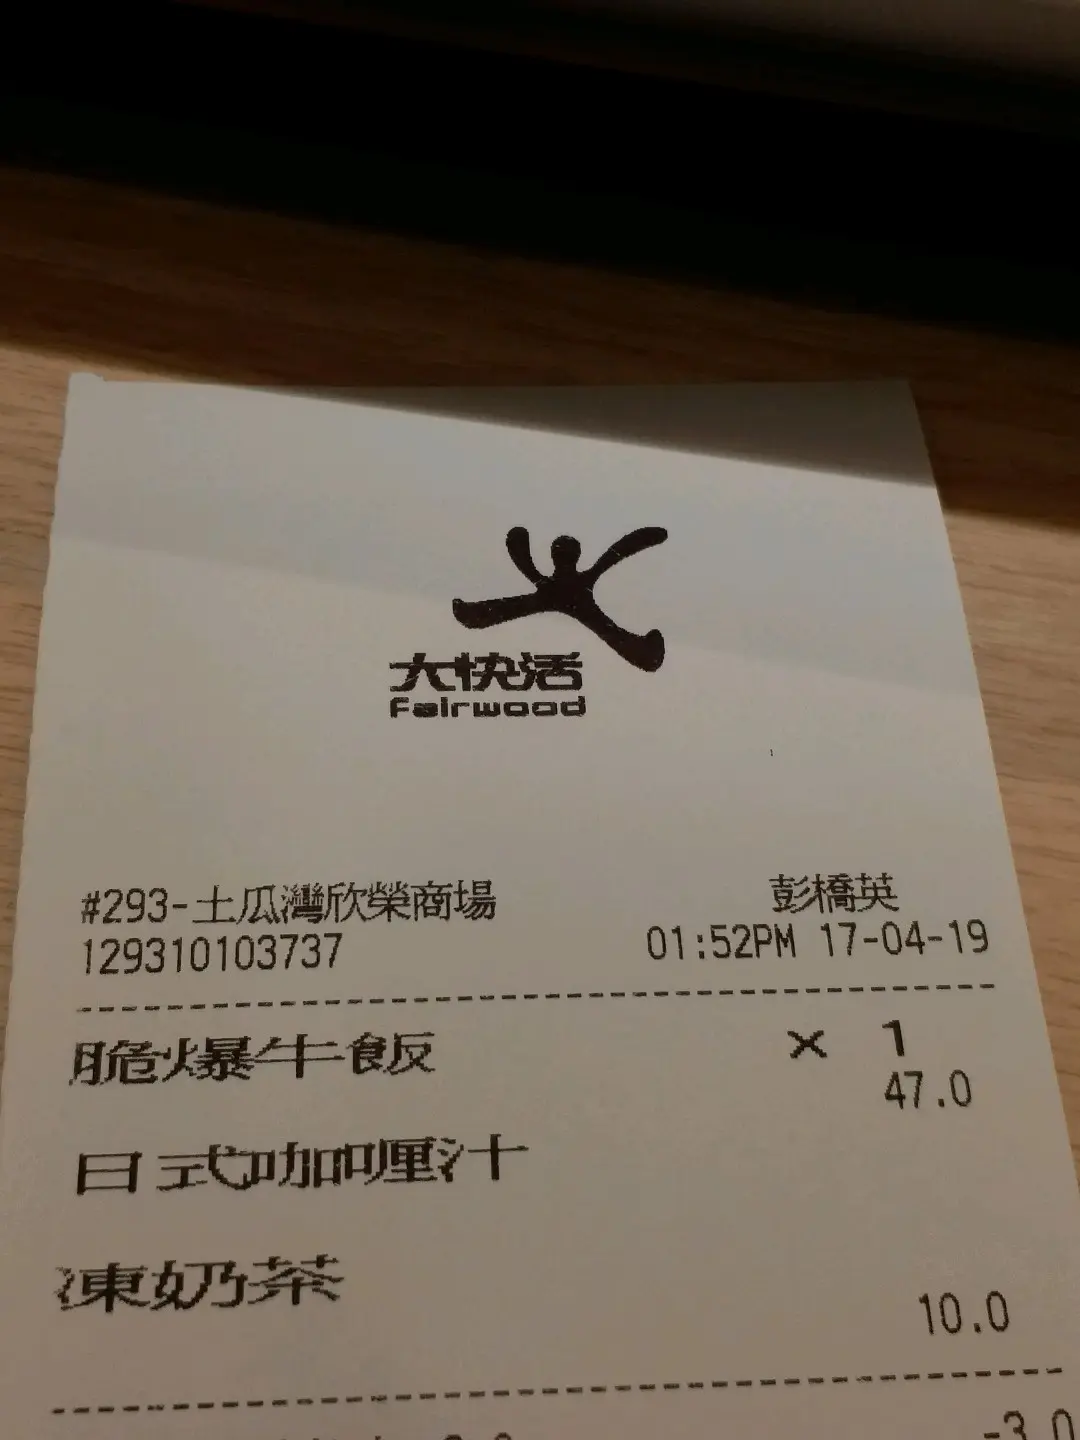 大快活
Fairwood
#293-土瓜灣欣榮商場 彭橋英
129310103737 01:52PM 17-04-19
脆爆牛飯 × 1
47.0
日式咖喱汁
凍奶茶
10.0
-3.0